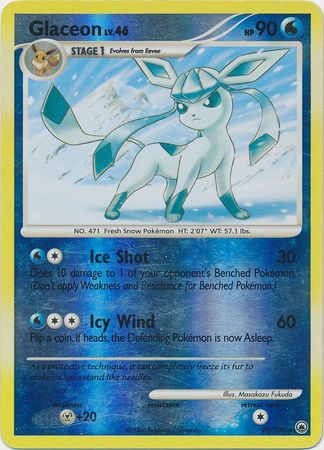 Glaceon LV.46 HP 90
STAGE 1 Evolves from Eevee
NO. 471 Fresh Snow Pokémon HT: 2'07" WT: 57.1 lbs.
Ice Shot 30
Does 10 damage to 1 of your opponent's Benched Pokémon.
(Don't apply Weakness and Resistance for Benched Pokémon.)
Icy Wind 60
Flip a coin. If heads, the Defending Pokémon is now Asleep.
As a protective technique, it can completely freeze its fur to
make its hairs stand like needles.
Illus. Masakazu Fukuda
weakness resistance retreat cost
+20
Pokémon/Nintendo